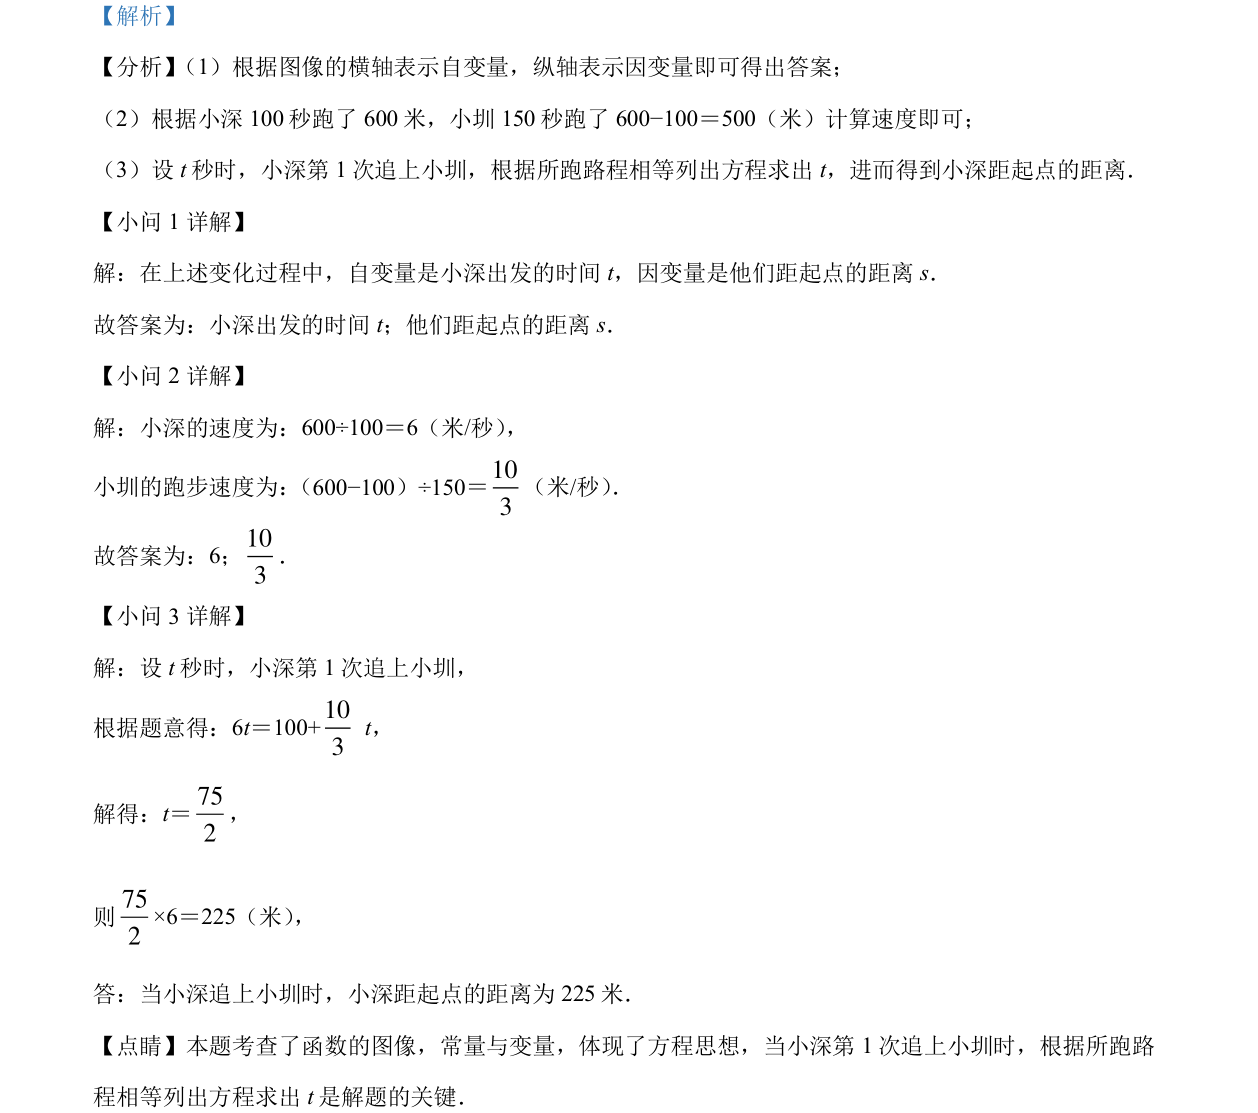 【解析】
【分析】（1）根据图像的横轴表示自变量，纵轴表示因变量即可得出答案；
（2）根据小深 100 秒跑了 600 米，小圳 150 秒跑了 600−100＝500（米）计算速度即可；
（3）设 t 秒时，小深第 1 次追上小圳，根据所跑路程相等列出方程求出 t，进而得到小深距起点的距离．
【小问 1 详解】
解：在上述变化过程中，自变量是小深出发的时间 t，因变量是他们距起点的距离 s．
故答案为：小深出发的时间 t；他们距起点的距离 s．
【小问 2 详解】
解：小深的速度为：600÷100＝6（米/秒），
小圳的跑步速度为：（600−100）÷150＝10/3（米/秒）．
故答案为：6；10/3．
【小问 3 详解】
解：设 t 秒时，小深第 1 次追上小圳，
根据题意得：6t＝100+10/3 t，
解得：t＝75/2，
则 75/2×6＝225（米），
答：当小深追上小圳时，小深距起点的距离为 225 米．
【点睛】本题考查了函数的图像，常量与变量，体现了方程思想，当小深第 1 次追上小圳时，根据所跑路
程相等列出方程求出 t 是解题的关键．